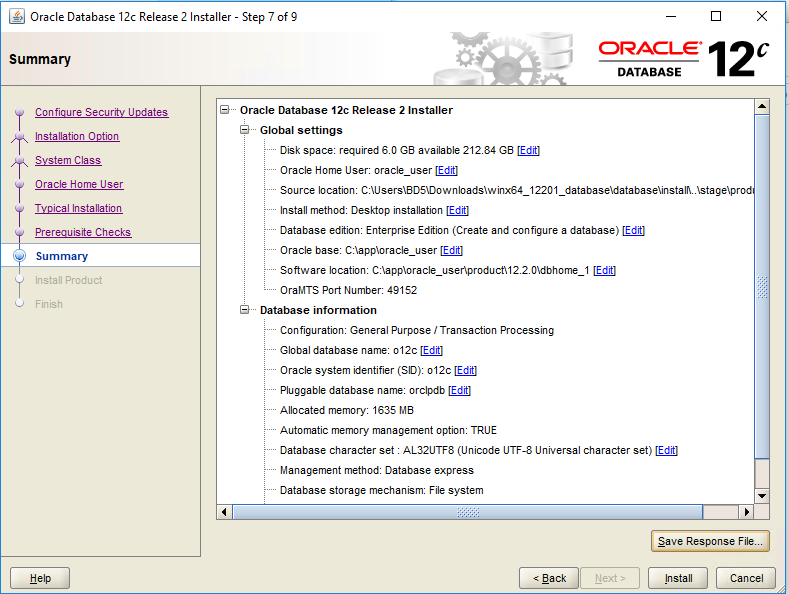 Oracle Database 12c Release 2 Installer - Step 7 of 9
Summary
ORACLE®
DATABASE
12c
Configure Security Updates
Installation Option
System Class
Oracle Home User
Typical Installation
Prerequisite Checks
Summary
Install Product
Finish
Oracle Database 12c Release 2 Installer
Global settings
Disk space: required 6.0 GB available 212.84 GB [Edit]
Oracle Home User: oracle_user [Edit]
Source location: C:\Users\BD5\Downloads\winx64_12201_database\database\install\..\stage\produ
Install method: Desktop installation [Edit]
Database edition: Enterprise Edition (Create and configure a database) [Edit]
Oracle base: C:\app\oracle_user [Edit]
Software location: C:\app\oracle_user\product\12.2.0\dbhome_1 [Edit]
OraMTS Port Number: 49152
Database information
Configuration: General Purpose / Transaction Processing
Global database name: o12c [Edit]
Oracle system identifier (SID): o12c [Edit]
Pluggable database name: orclpdb [Edit]
Allocated memory: 1635 MB
Automatic memory management option: TRUE
Database character set : AL32UTF8 (Unicode UTF-8 Universal character set) [Edit]
Management method: Database express
Database storage mechanism: File system
Save Response File...
Help
< Back
Next >
Install
Cancel